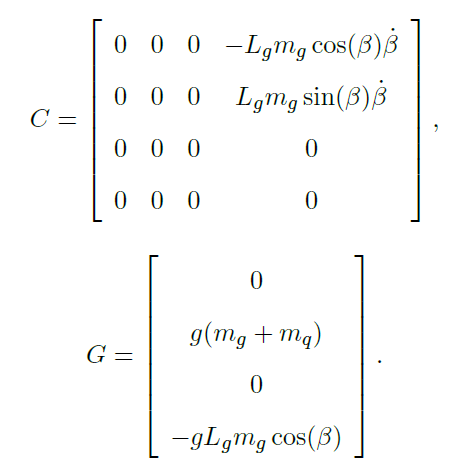 0 0 0 −L_g m_g cos(β)β̇
0 0 0 L_g m_g sin(β)β̇
C = ,
0 0 0 0
0 0 0 0
0
g(m_g + m_q)
G = .
0
−gL_g m_g cos(β)